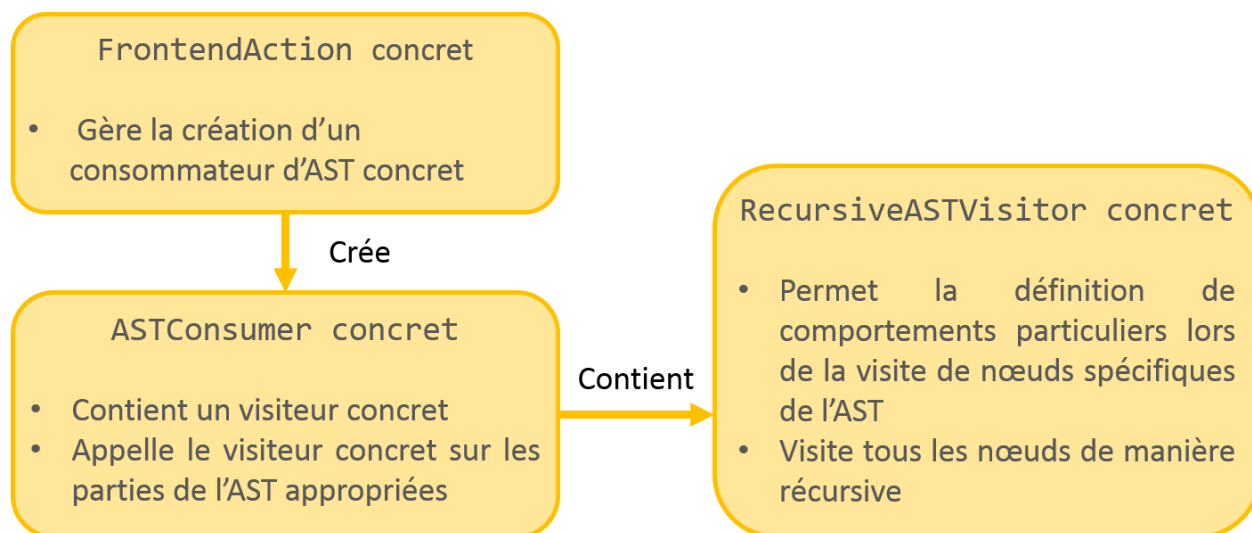 FrontendAction concret
• Gère la création d’un
consommateur d’AST concret
Crée
ASTConsumer concret
• Contient un visiteur concret
• Appelle le visiteur concret sur les
parties de l’AST appropriées
Contient
RecursiveASTVisitor concret
• Permet la définition de
comportements particuliers lors
de la visite de nœuds spécifiques
de l’AST
• Visite tous les nœuds de manière
récursive